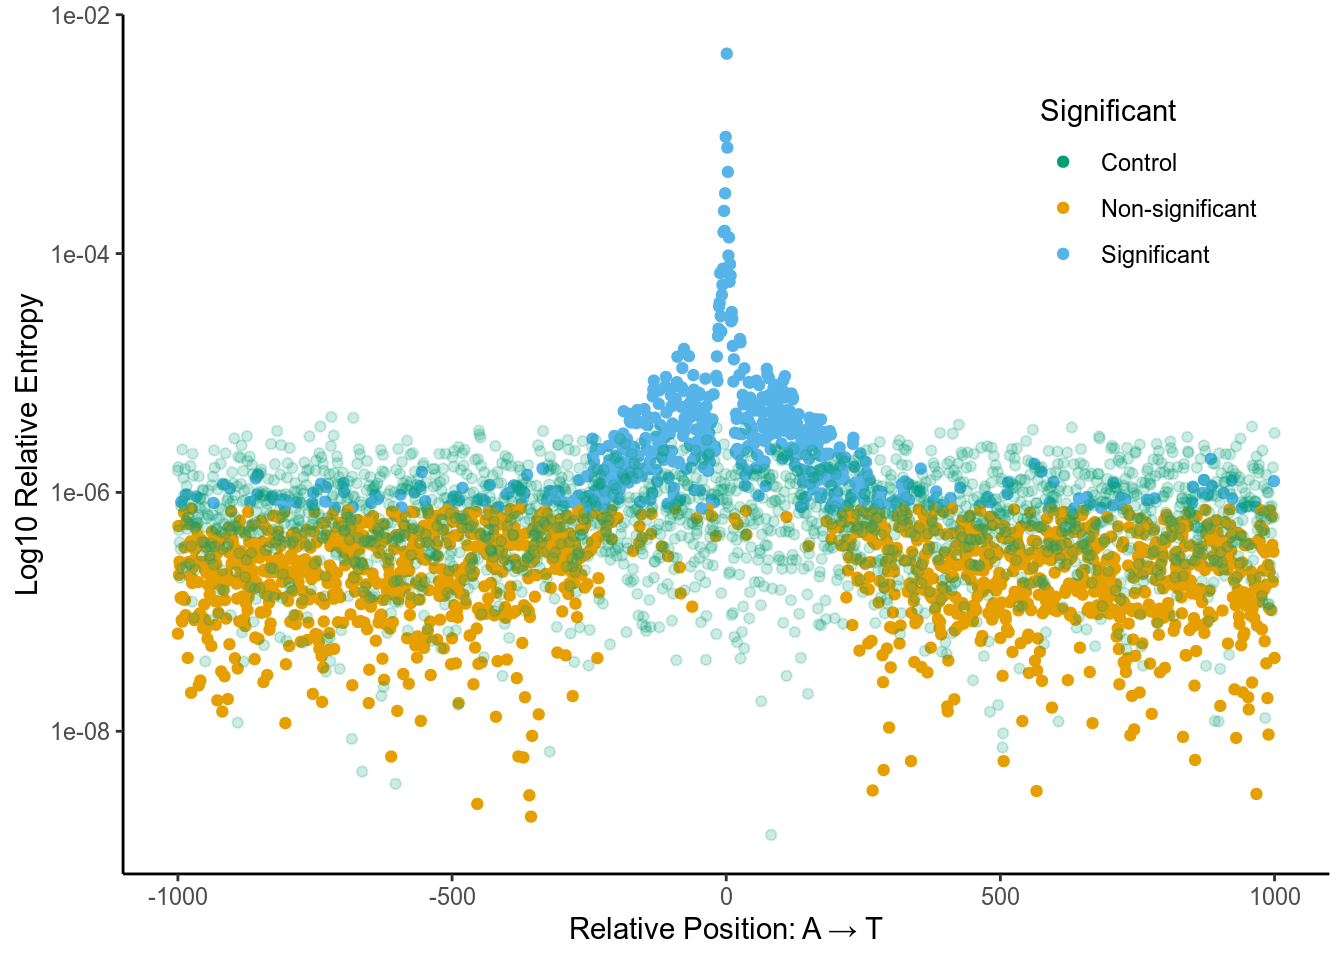 1e-02
1e-04
1e-06
1e-08
Log10 Relative Entropy
Significant
Control
Non-significant
Significant
-1000
-500
0
500
1000
Relative Position: A → T